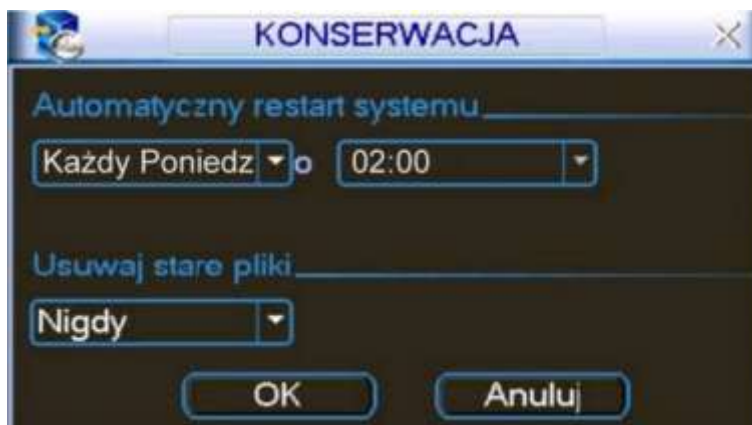 KONSERWACJA
Automatyczny restart systemu
Każdy Poniedz o 02:00
Usuwaj stare pliki
Nigdy
OK Anuluj